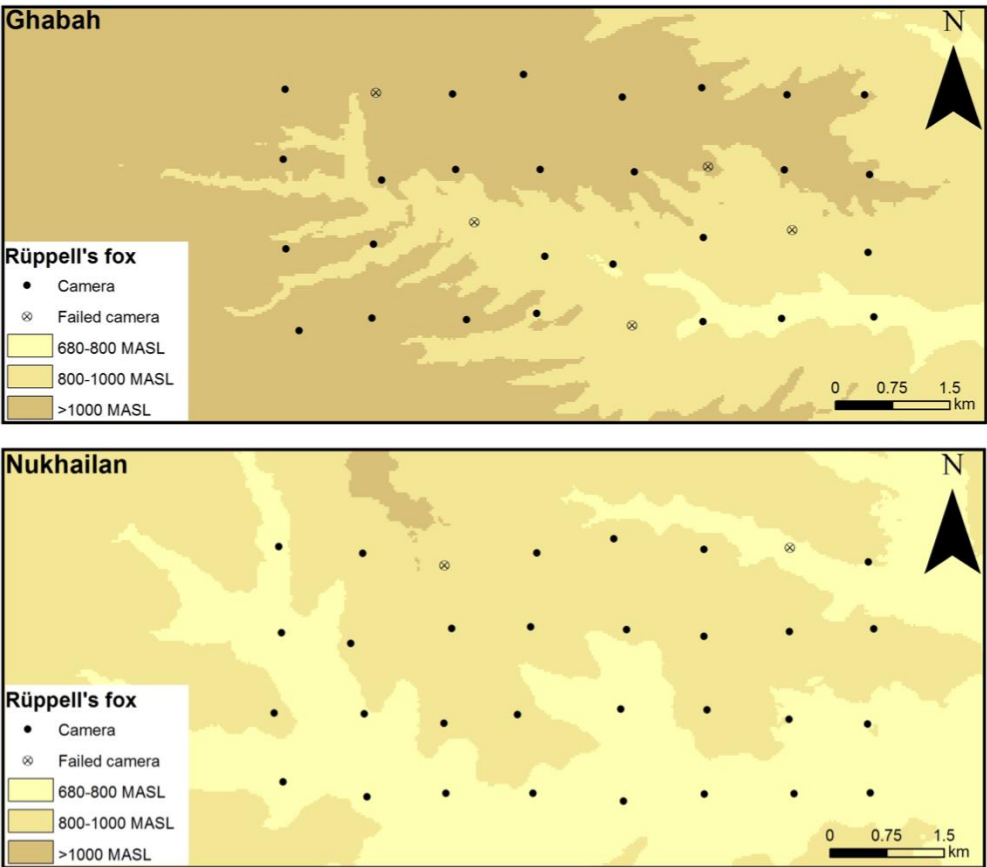 Ghabah
N
Rüppell's fox
Camera
Failed camera
680-800 MASL
800-1000 MASL
>1000 MASL
0 0.75 1.5
km
Nukhailan
N
Rüppell's fox
Camera
Failed camera
680-800 MASL
800-1000 MASL
>1000 MASL
0 0.75 1.5
km